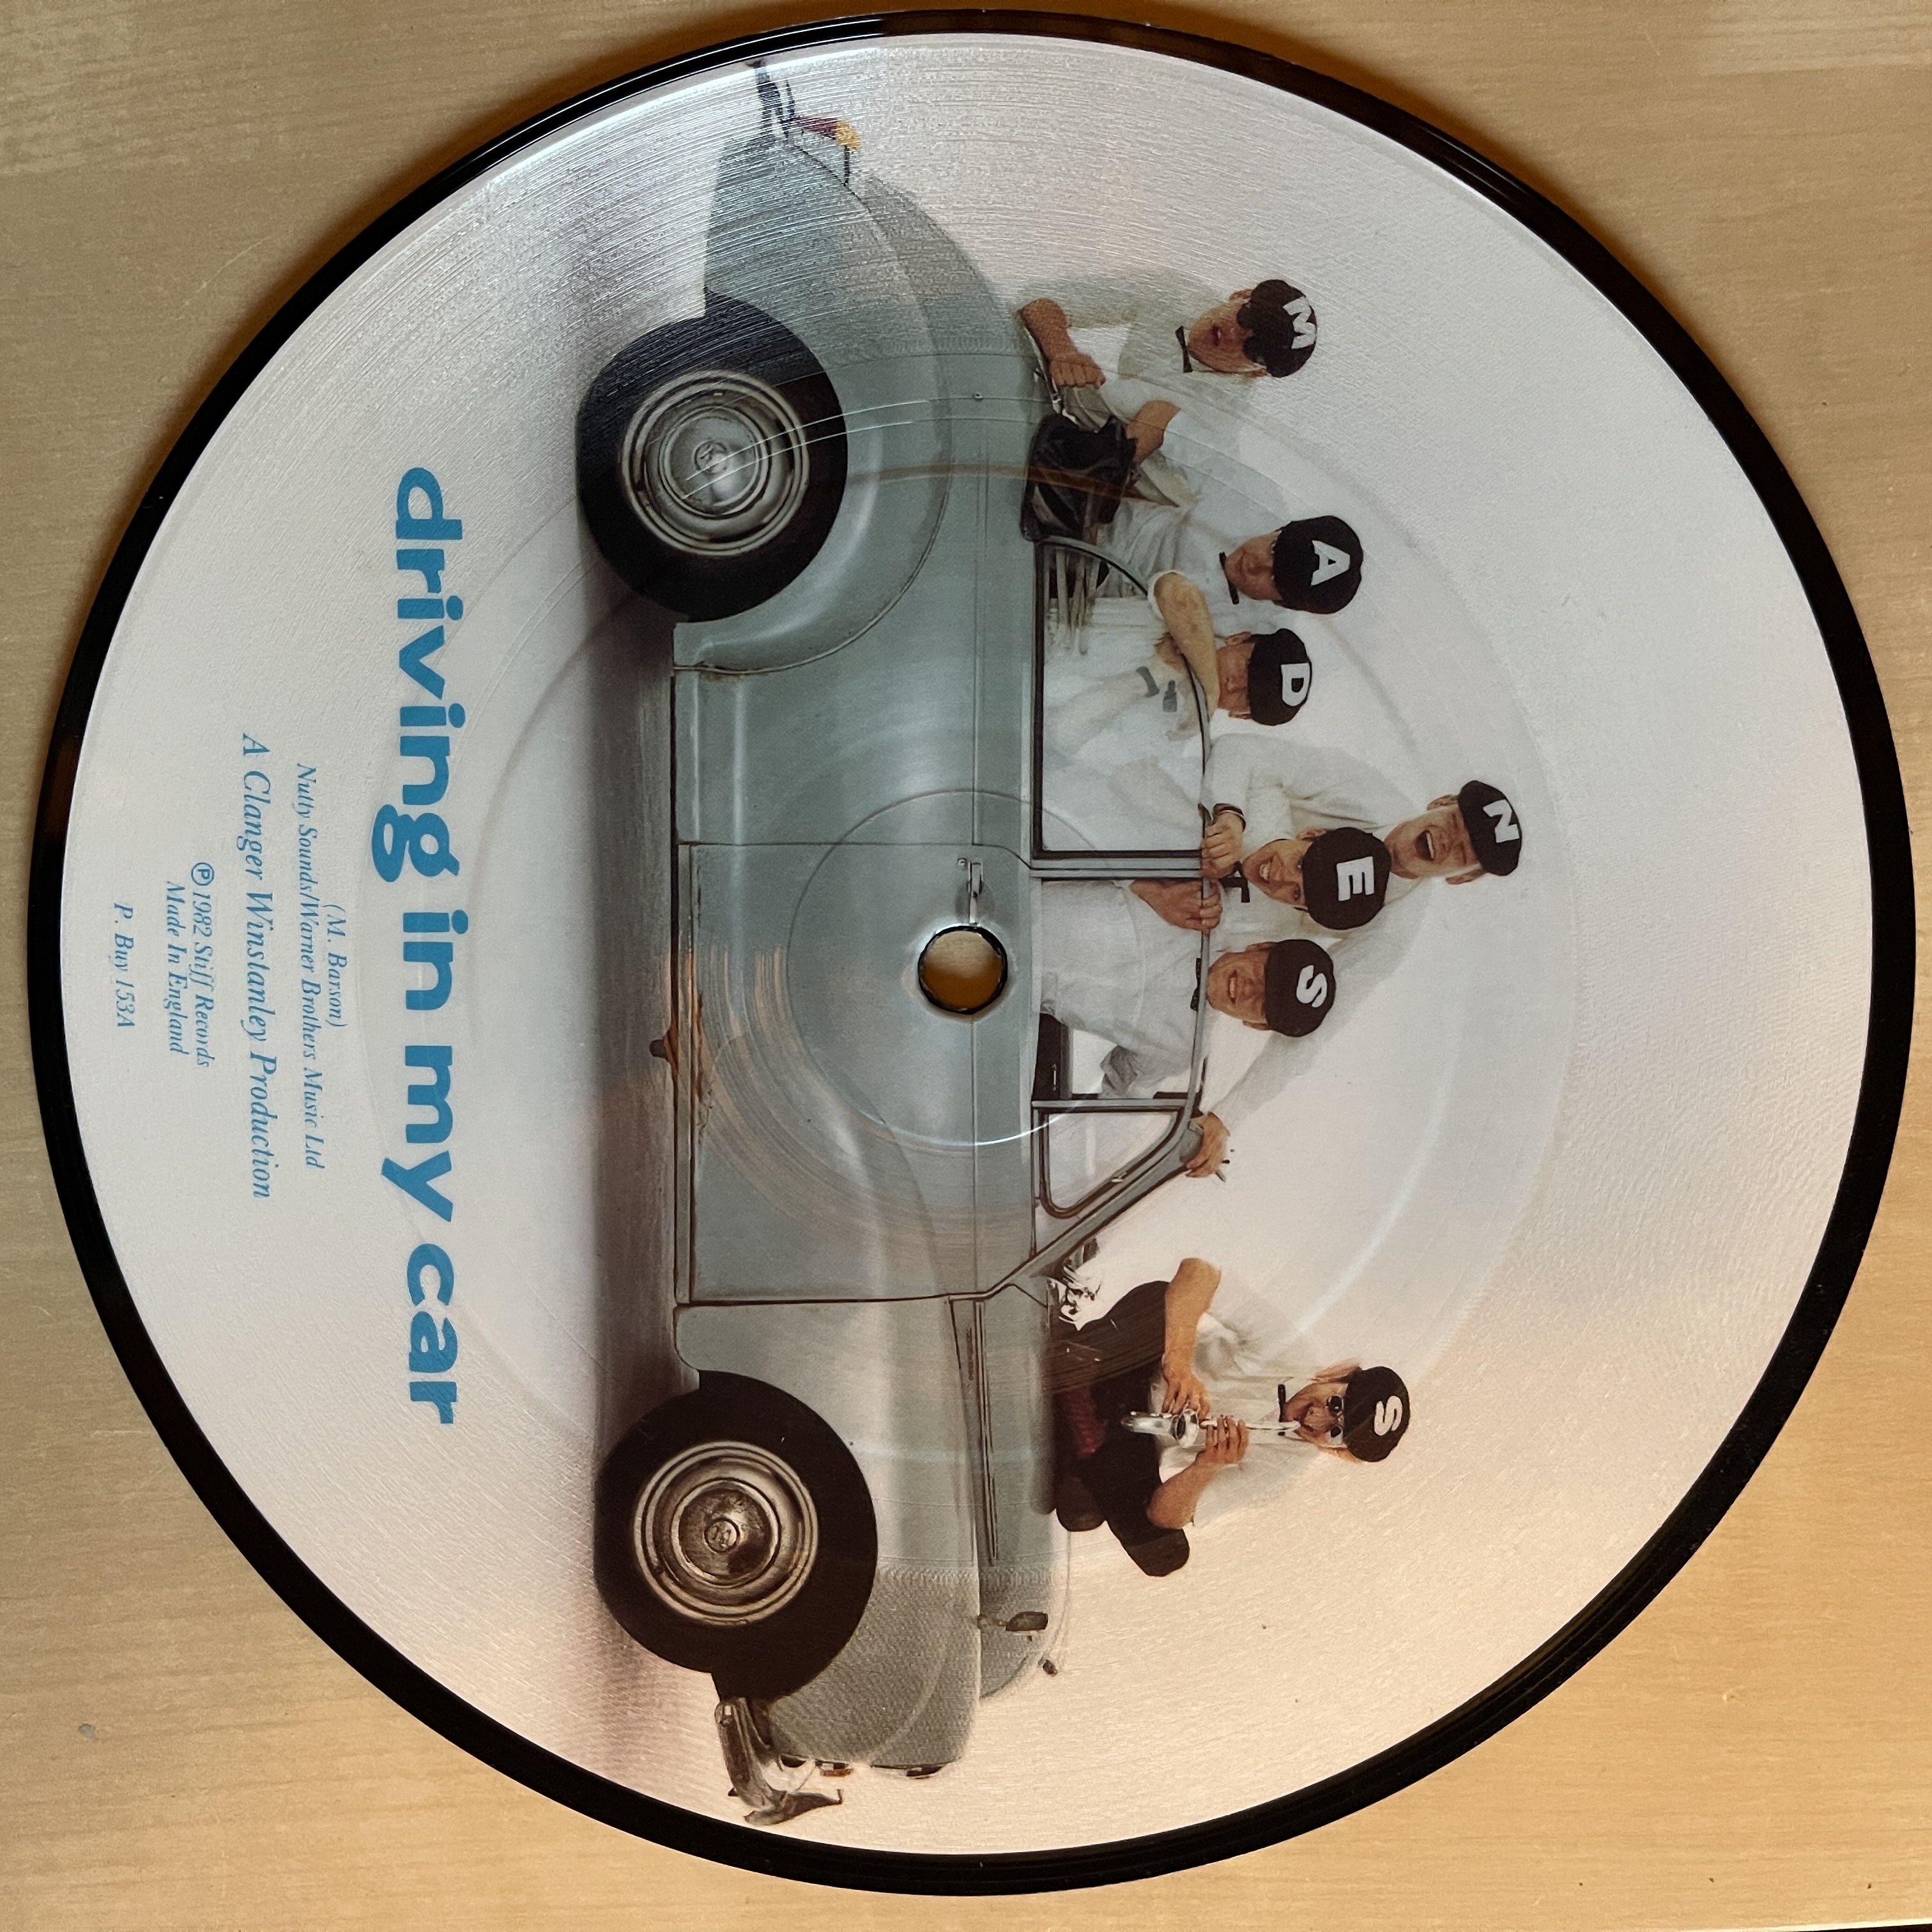 M A D N E S S
driving in my car
(M. Barson)
Nutty Sounds/Warner Brothers Music Ltd
A Clanger Winstanley Production
℗ 1982 Stiff Records
Made In England
P. Buy 153A